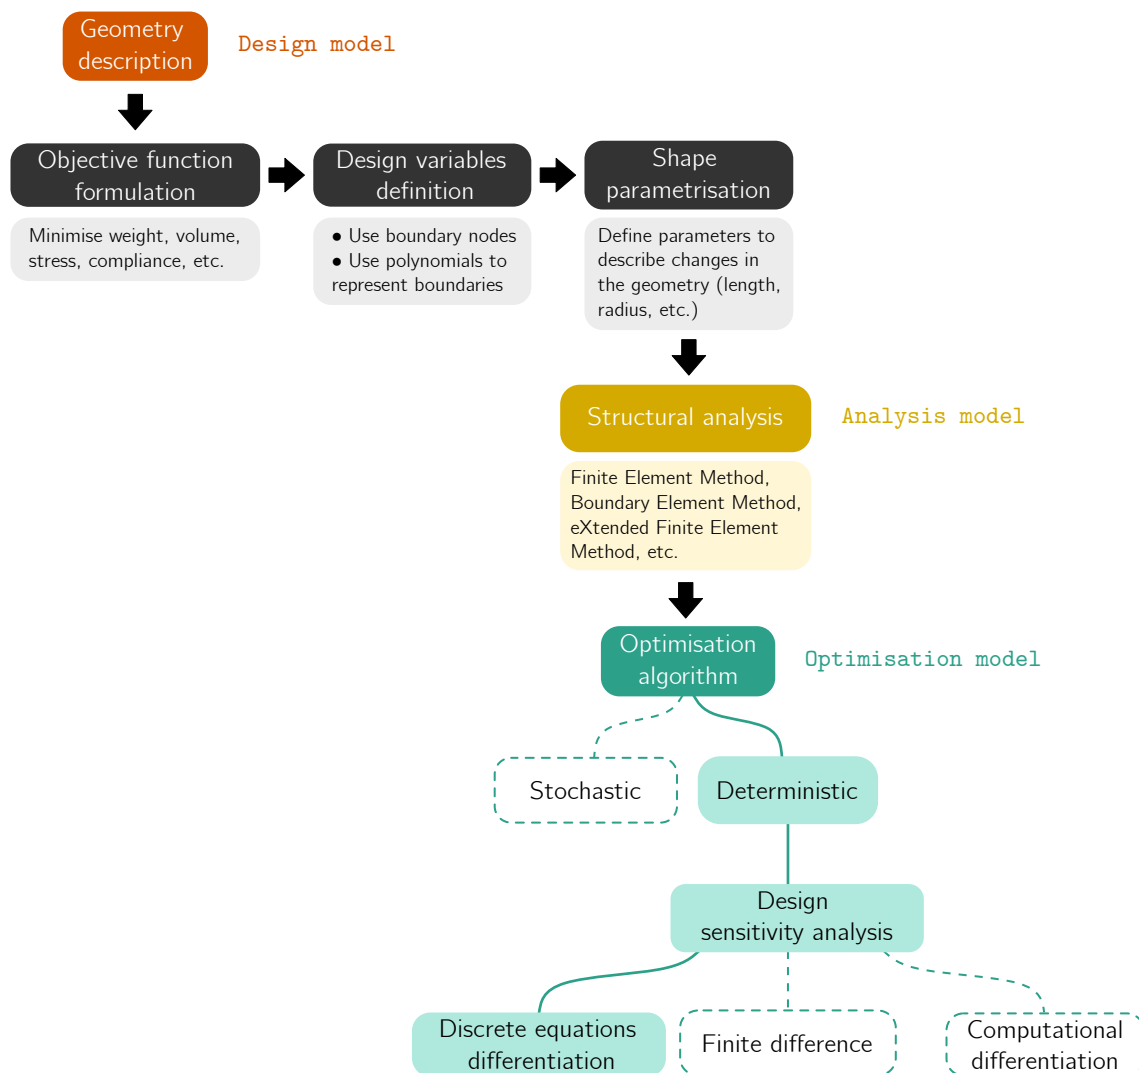 Geometry
description
Design model
Objective function
formulation
Minimise weight, volume,
stress, compliance, etc.
Design variables
definition
● Use boundary nodes
● Use polynomials to
represent boundaries
Shape
parametrisation
Define parameters to
describe changes in
the geometry (length,
radius, etc.)
Structural analysis
Analysis model
Finite Element Method,
Boundary Element Method,
eXtended Finite Element
Method, etc.
Optimisation
algorithm
Optimisation model
Stochastic
Deterministic
Design
sensitivity analysis
Discrete equations
differentiation
Finite difference
Computational
differentiation